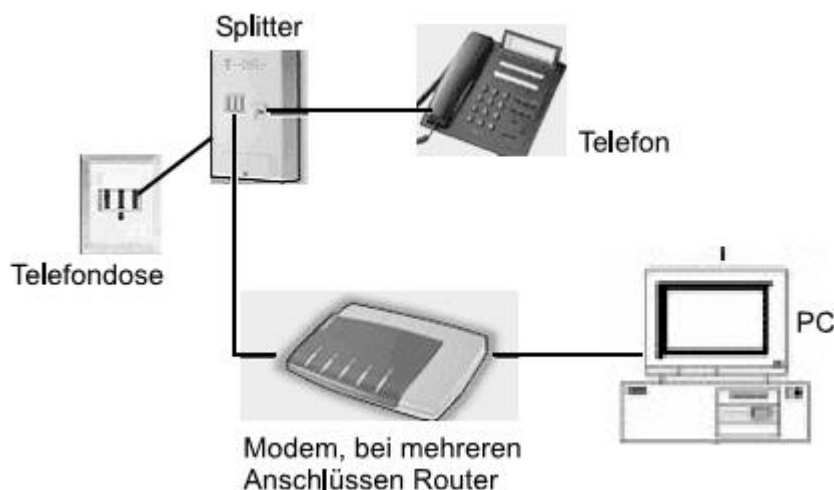 Splitter
Telefon
Telefondose
PC
Modem, bei mehreren
Anschlüssen Router